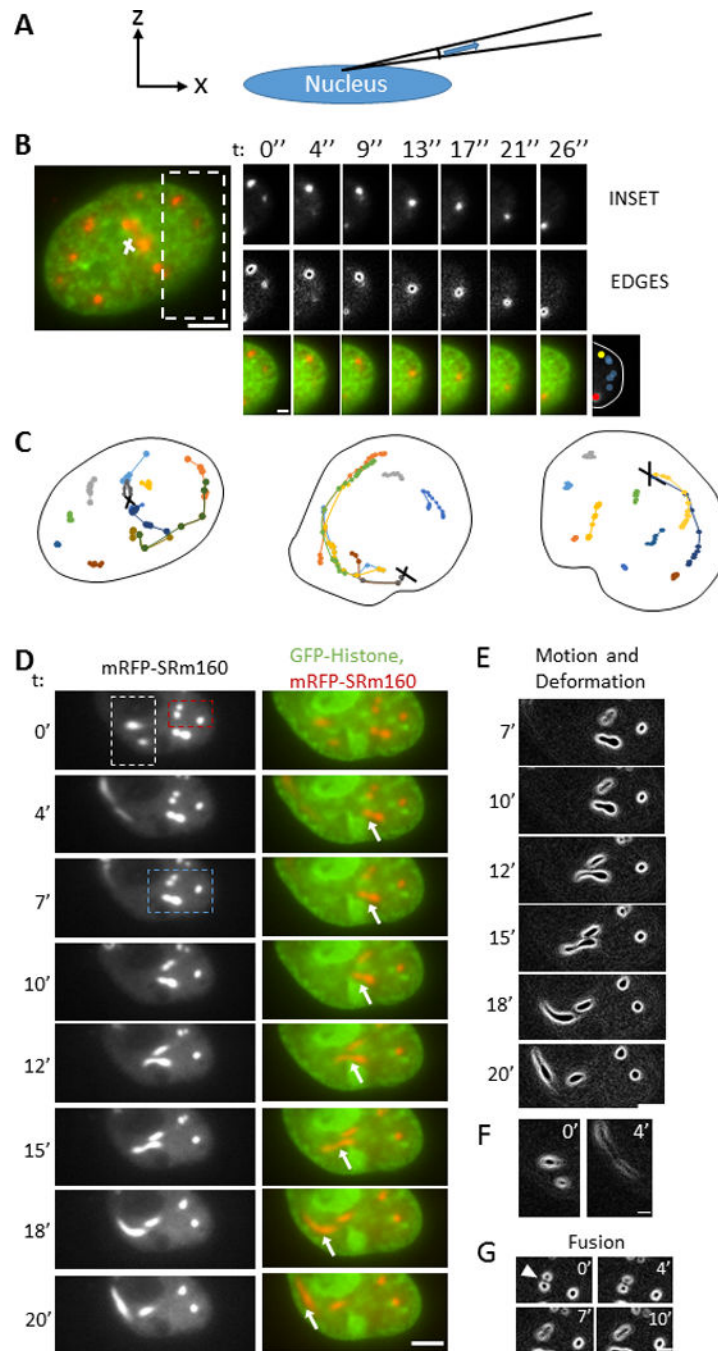 A
Z
X
Nucleus
B
t: 0’’ 4’’ 9’’ 13’’ 17’’ 21’’ 26’’
INSET
EDGES
C
D
mRFP-SRm160
GFP-Histone,
mRFP-SRm160
t:
0’
4’
7’
10’
12’
15’
18’
20’
E
Motion and
Deformation
7’
10’
12’
15’
18’
20’
F
0’ 4’
G
Fusion
0’ 4’
7’ 10’